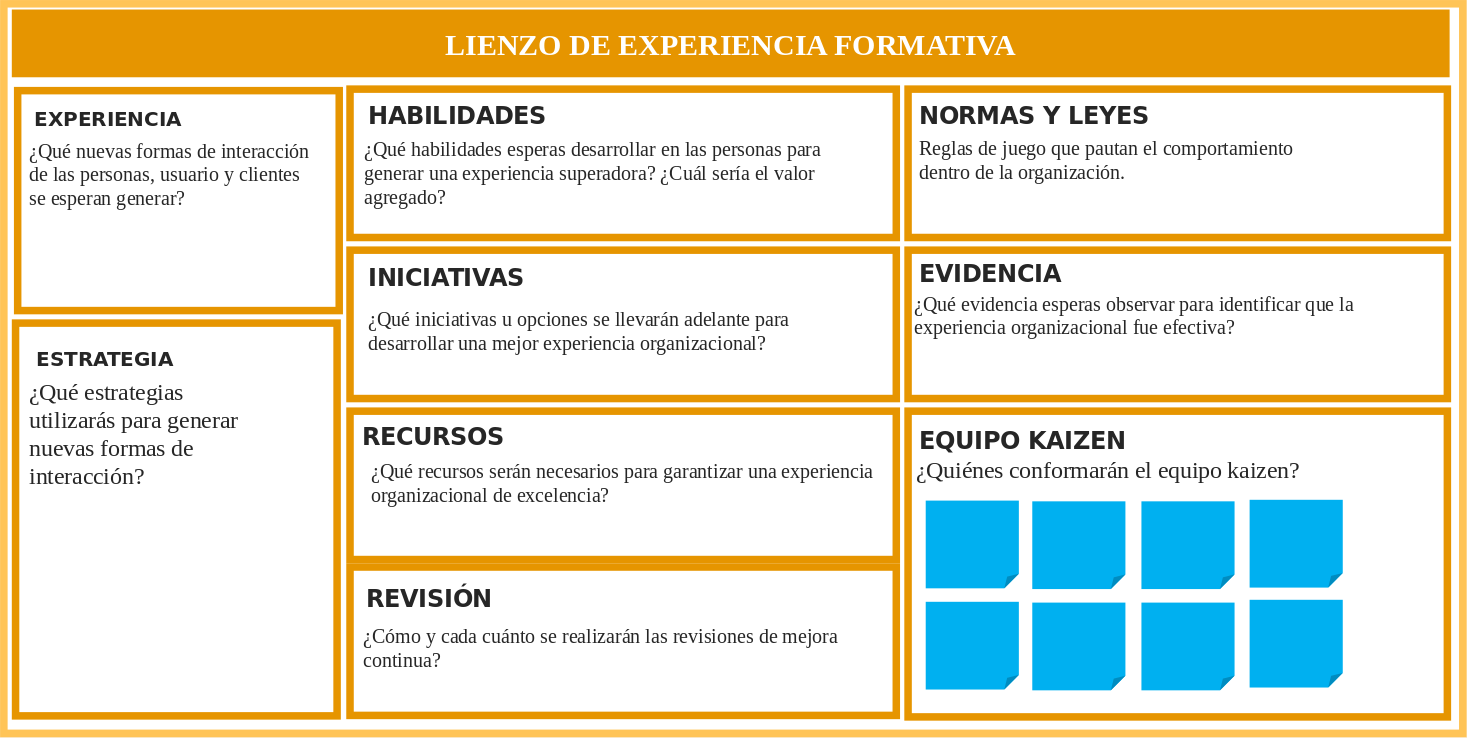 LIENZO DE EXPERIENCIA FORMATIVA
EXPERIENCIA
¿Qué nuevas formas de interacción
de las personas, usuario y clientes
se esperan generar?
ESTRATEGIA
¿Qué estrategias
utilizarás para generar
nuevas formas de
interacción?
HABILIDADES
¿Qué habilidades esperas desarrollar en las personas para
generar una experiencia superadora? ¿Cuál sería el valor
agregado?
INICIATIVAS
¿Qué iniciativas u opciones se llevarán adelante para
desarrollar una mejor experiencia organizacional?
RECURSOS
¿Qué recursos serán necesarios para garantizar una experiencia
organizacional de excelencia?
REVISIÓN
¿Cómo y cada cuánto se realizarán las revisiones de mejora
continua?
NORMAS Y LEYES
Reglas de juego que pautan el comportamiento
dentro de la organización.
EVIDENCIA
¿Qué evidencia esperas observar para identificar que la
experiencia organizacional fue efectiva?
EQUIPO KAIZEN
¿Quiénes conformarán el equipo kaizen?